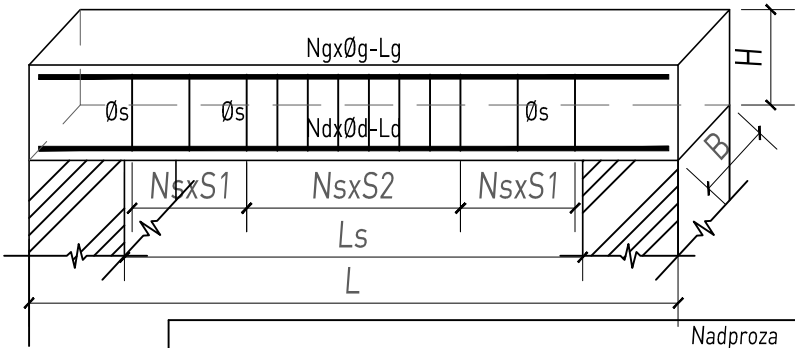 NgxØg-Lg
H
Øs Øs Øs
NdxØd-Ld
B
NsxS1 NsxS2 NsxS1
Ls
L
Nadproza